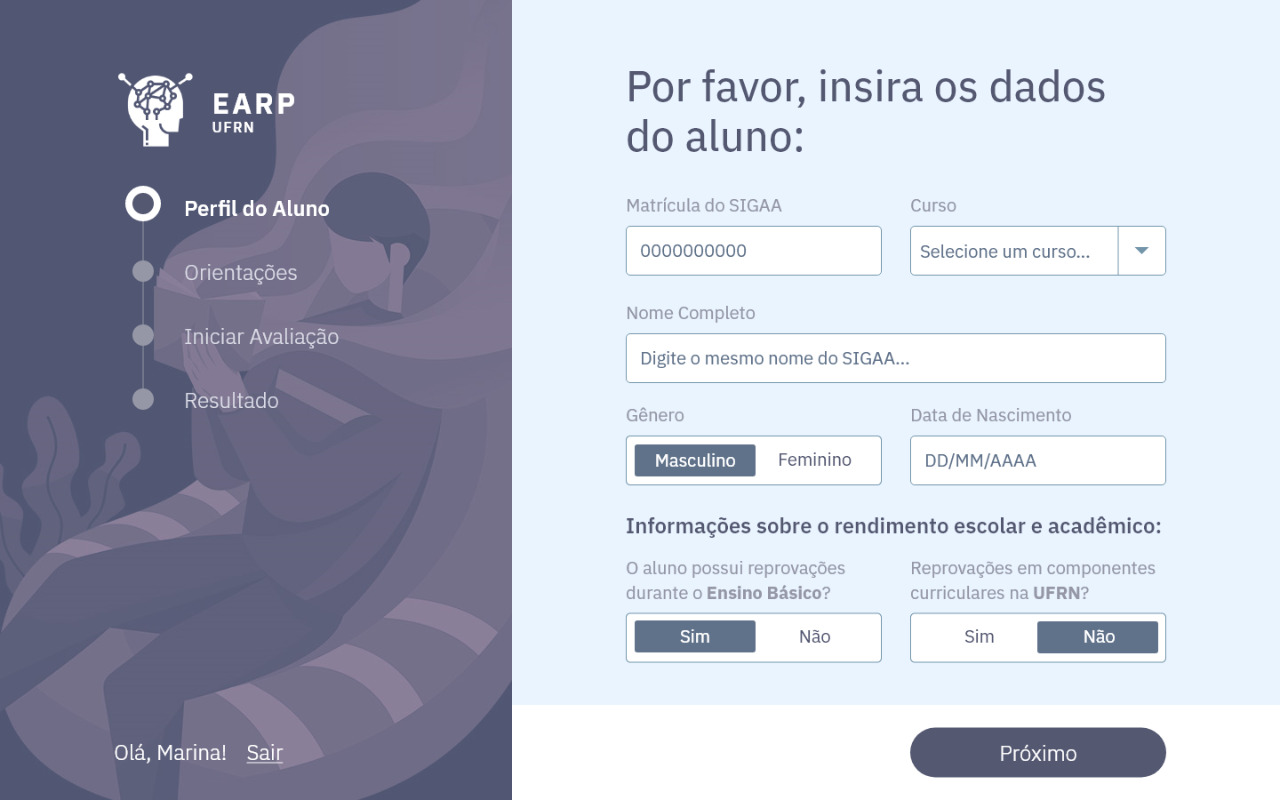 EARP
UFRN
Perfil do Aluno
Orientações
Iniciar Avaliação
Resultado
Olá, Marina! Sair
Por favor, insira os dados
do aluno:
Matrícula do SIGAA Curso
0000000000 Selecione um curso...
Nome Completo
Digite o mesmo nome do SIGAA...
Gênero Data de Nascimento
Masculino Feminino DD/MM/AAAA
Informações sobre o rendimento escolar e acadêmico:
O aluno possui reprovações
durante o Ensino Básico?
Reprovações em componentes
curriculares na UFRN?
Sim Não Sim Não
Próximo